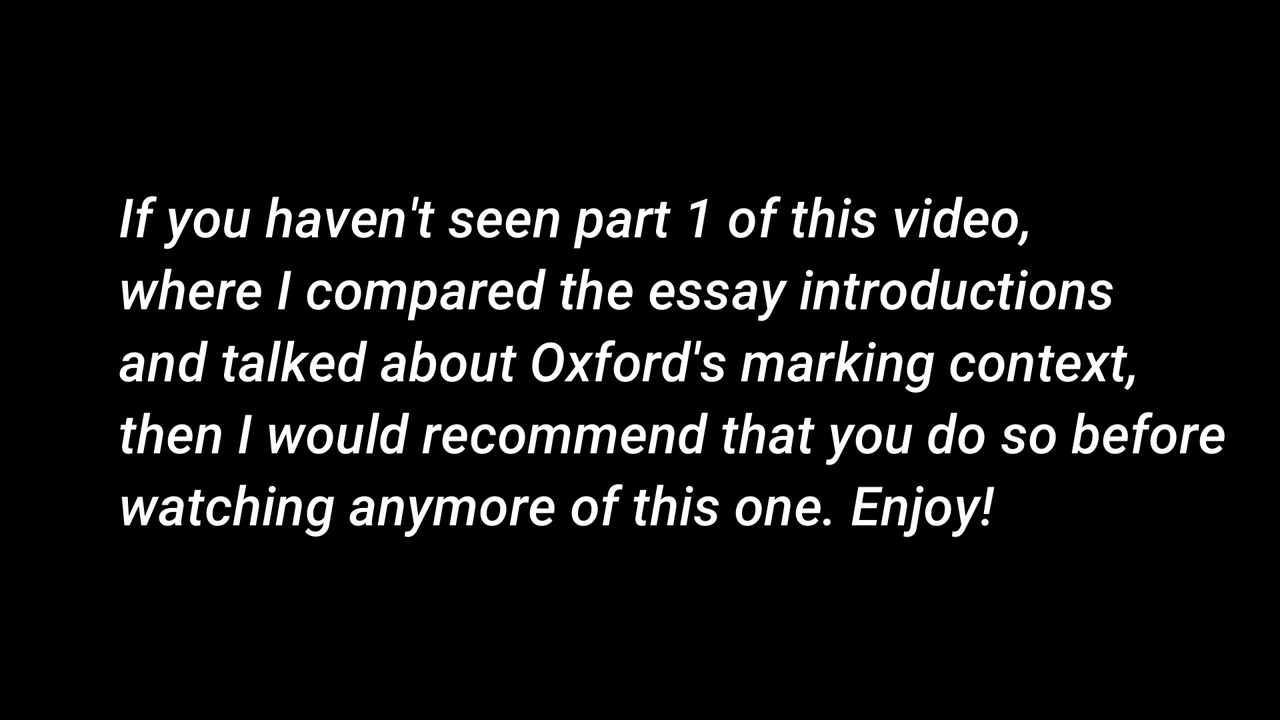 If you haven't seen part 1 of this video,
where I compared the essay introductions
and talked about Oxford's marking context,
then I would recommend that you do so before
watching anymore of this one. Enjoy!